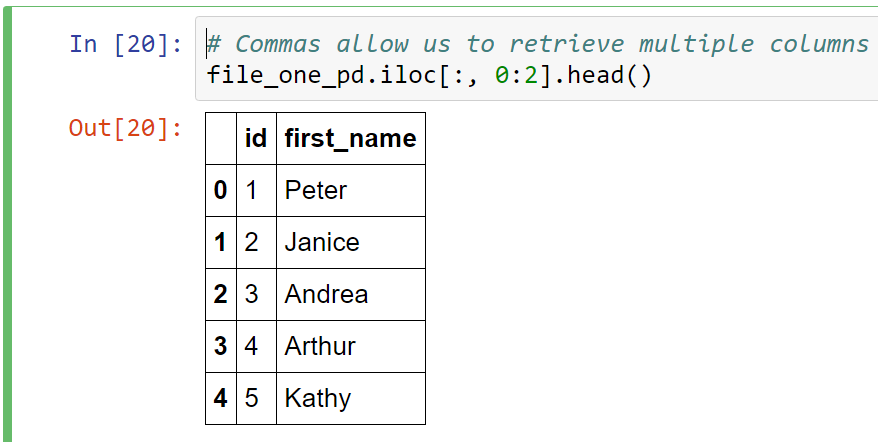 In [20]: # Commas allow us to retrieve multiple columns
file_one_pd.iloc[:, 0:2].head()
Out[20]:
id first_name
0 1 Peter
1 2 Janice
2 3 Andrea
3 4 Arthur
4 5 Kathy